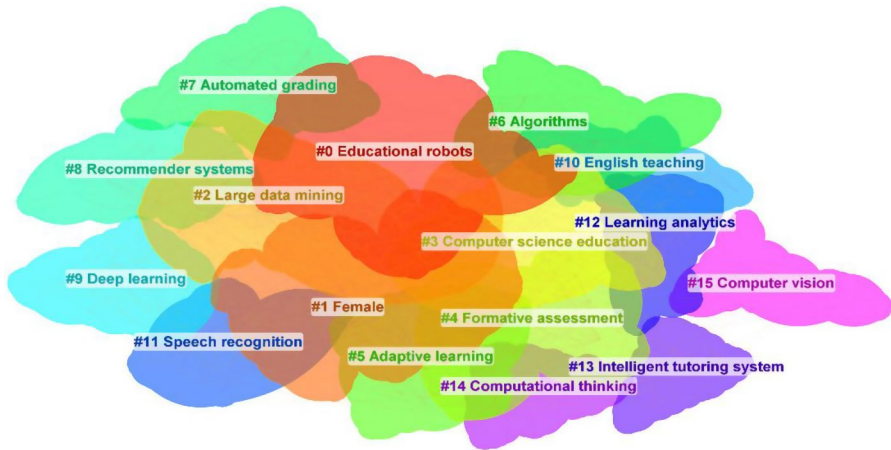 #7 Automated grading
#6 Algorithms
#0 Educational robots
#10 English teaching
#8 Recommender systems
#2 Large data mining
#12 Learning analytics
#3 Computer science education
#9 Deep learning
#15 Computer vision
#1 Female
#4 Formative assessment
#11 Speech recognition
#5 Adaptive learning
#13 Intelligent tutoring system
#14 Computational thinking